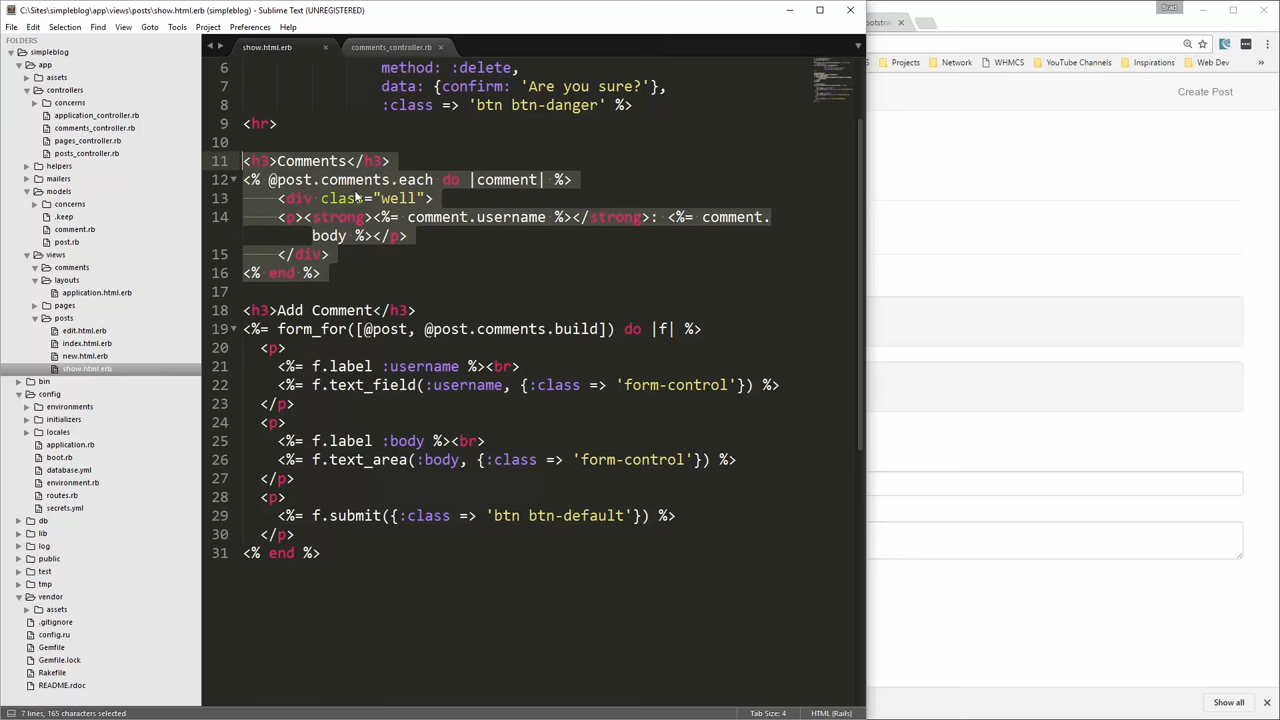 C:\Sites\simpleblog\app\views\posts\show.html.erb (simpleblog) - Sublime Text (UNREGISTERED)
Brad
File Edit Selection Find View Goto Tools Project Preferences Help
FOLDERS
simpleblog
app
assets
controllers
concerns
application_controller.rb
comments_controller.rb
pages_controller.rb
posts_controller.rb
helpers
mailers
models
concerns
.keep
comment.rb
post.rb
views
comments
layouts
application.html.erb
pages
posts
edit.html.erb
index.html.erb
new.html.erb
show.html.erb
bin
config
environments
initializers
locales
application.rb
boot.rb
database.yml
environment.rb
routes.rb
secrets.yml
db
lib
log
public
test
tmp
vendor
assets
.gitignore
config.ru
Gemfile
Gemfile.lock
Rakefile
README.rdoc
show.html.erb
comments_controller.rb
6 method: :delete,
7 data: {confirm: 'Are you sure?'},
8 :class => 'btn btn-danger' %>
9 <hr>
10
11 <h3>Comments</h3>
12 <% @post.comments.each do |comment| %>
13 <div class="well">
14 <p><strong><%= comment.username %></strong>: <%= comment.
body %></p>
15 </div>
16 <% end %>
17
18 <h3>Add Comment</h3>
19 <%= form_for([@post, @post.comments.build]) do |f| %>
20 <p>
21 <%= f.label :username %><br>
22 <%= f.text_field(:username, {:class => 'form-control'}) %>
23 </p>
24 <p>
25 <%= f.label :body %><br>
26 <%= f.text_area(:body, {:class => 'form-control'}) %>
27 </p>
28 <p>
29 <%= f.submit({:class => 'btn btn-default'}) %>
30 </p>
31 <% end %>
7 lines, 165 characters selected
Tab Size: 4
HTML (Rails)
Projects Network WHMCS YouTube Channels Inspiration Web Dev
Create Post
Show all